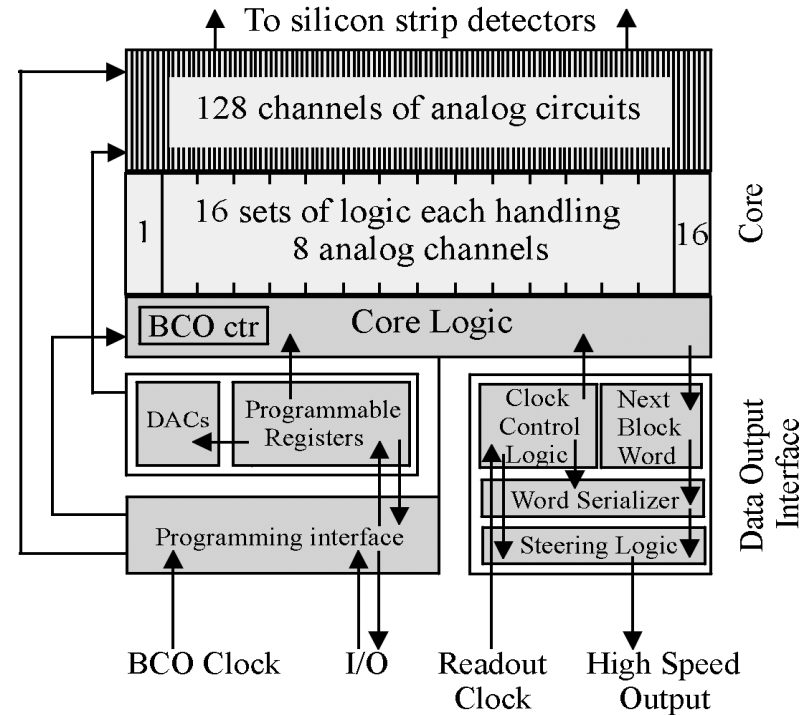 To silicon strip detectors
128 channels of analog circuits
1
16 sets of logic each handling
8 analog channels
16
Core
BCO ctr
Core Logic
DACs
Programmable
Registers
Clock
Control
Logic
Next
Block
Word
Word Serializer
Steering Logic
Programming interface
Data Output
Interface
BCO Clock
I/O
Readout
Clock
High Speed
Output